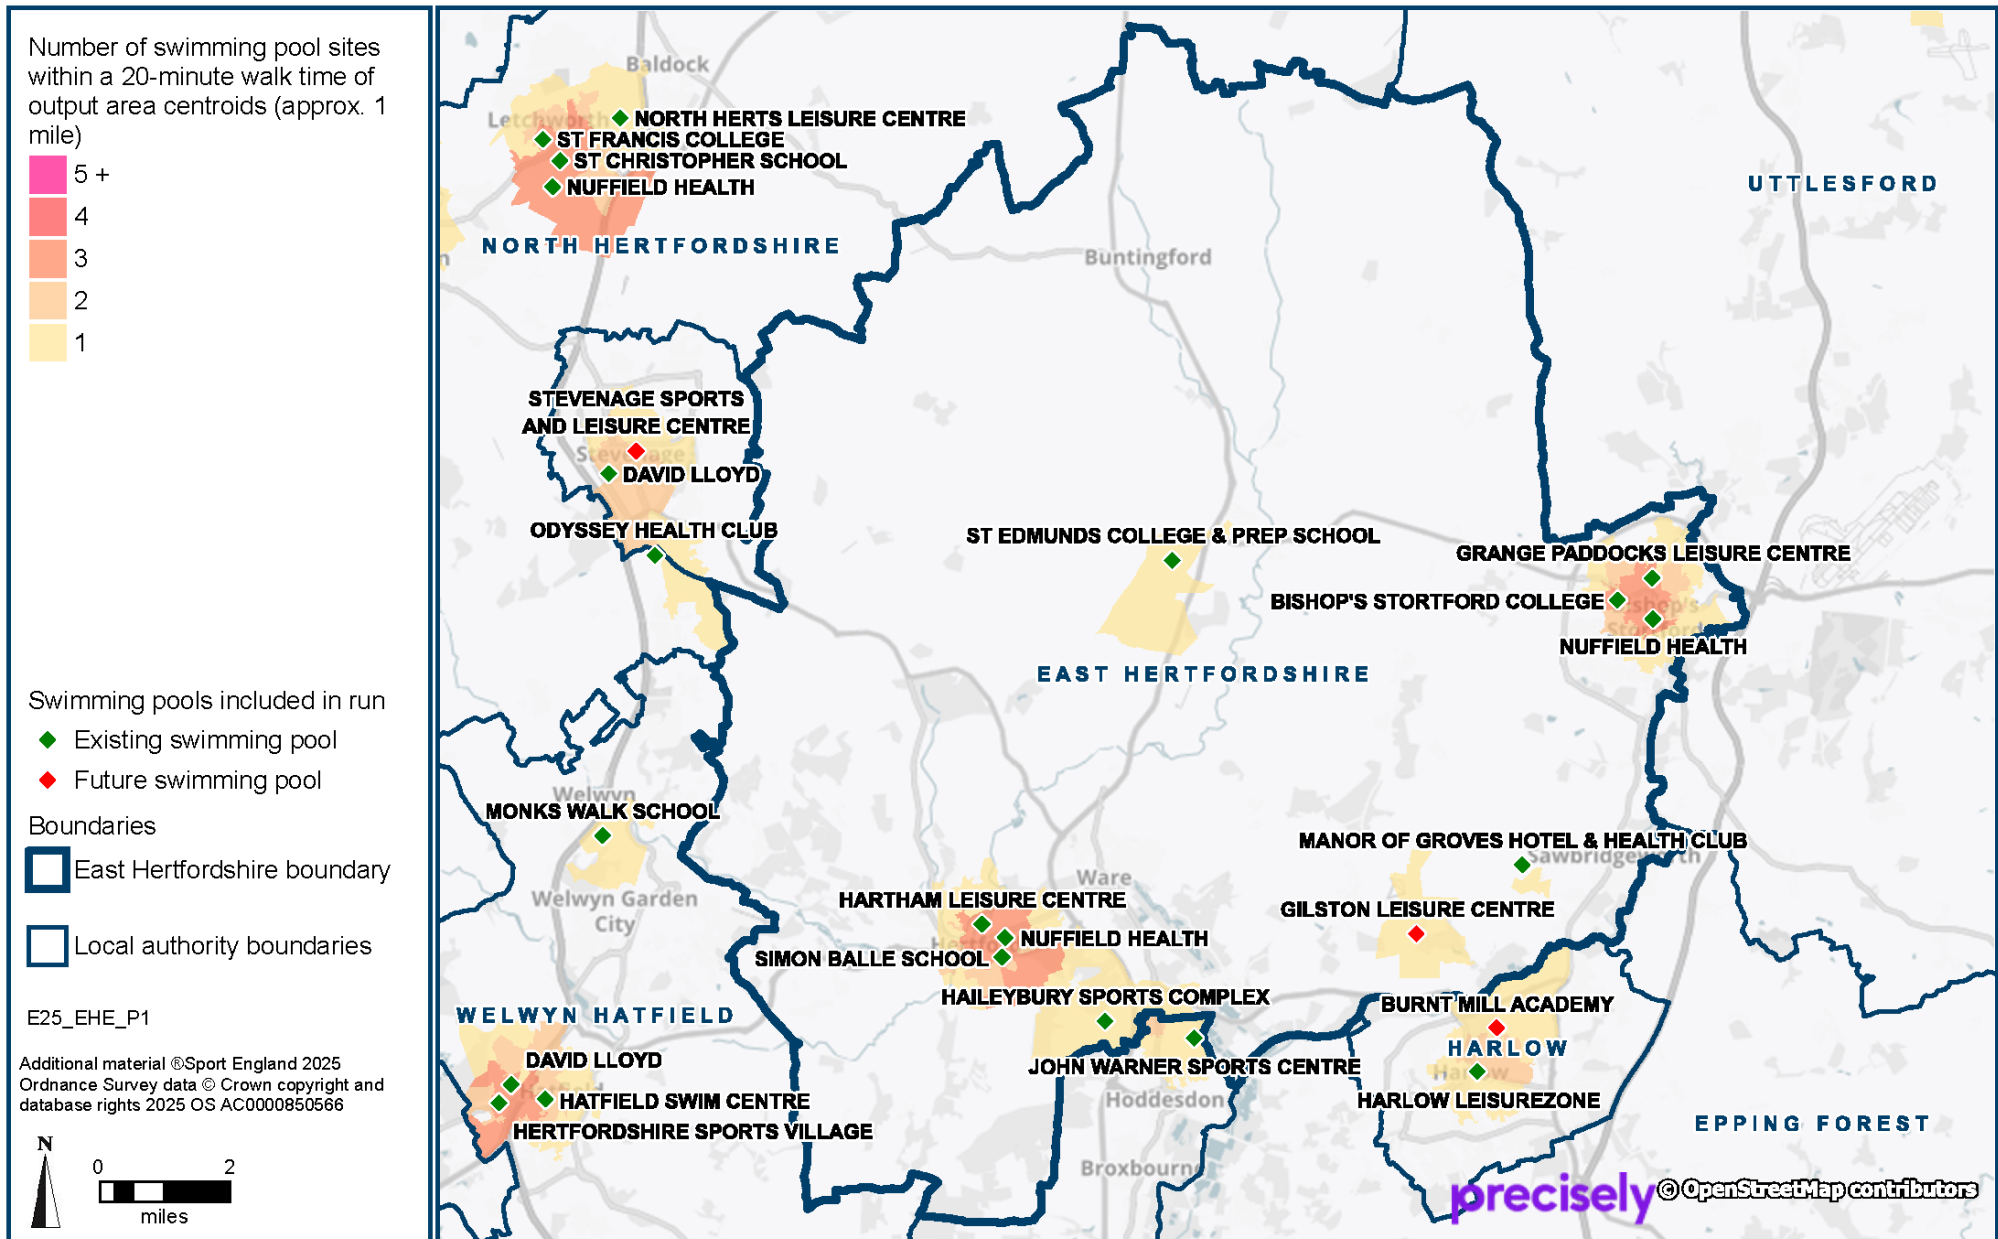 Number of swimming pool sites
within a 20-minute walk time of
output area centroids (approx. 1
mile)
5 +
4
3
2
1
Swimming pools included in run
Existing swimming pool
Future swimming pool
Boundaries
East Hertfordshire boundary
Local authority boundaries
E25_EHE_P1
Additional material ®Sport England 2025
Ordnance Survey data © Crown copyright and
database rights 2025 OS AC0000850566
N
0 2
miles
Baldock
Letchworth
NORTH HERTS LEISURE CENTRE
ST FRANCIS COLLEGE
ST CHRISTOPHER SCHOOL
NUFFIELD HEALTH
NORTH HERTFORDSHIRE
UTTLESFORD
Buntingford
STEVENAGE SPORTS
AND LEISURE CENTRE
Stevenage
DAVID LLOYD
ODYSSEY HEALTH CLUB
ST EDMUNDS COLLEGE & PREP SCHOOL
GRANGE PADDOCKS LEISURE CENTRE
BISHOP'S STORTFORD COLLEGE
Bishop's
Stortford
NUFFIELD HEALTH
EAST HERTFORDSHIRE
Welwyn
MONKS WALK SCHOOL
Welwyn Garden
City
MANOR OF GROVES HOTEL & HEALTH CLUB
Sawbridgeworth
Ware
HARTHAM LEISURE CENTRE
GILSTON LEISURE CENTRE
Hertford
NUFFIELD HEALTH
SIMON BALLE SCHOOL
HAILEYBURY SPORTS COMPLEX
BURNT MILL ACADEMY
WELWYN HATFIELD
HARLOW
DAVID LLOYD
JOHN WARNER SPORTS CENTRE
Harlow
Hatfield
HATFIELD SWIM CENTRE
Hoddesdon
HARLOW LEISUREZONE
HERTFORDSHIRE SPORTS VILLAGE
EPPING FOREST
Broxbourne
precisely
© OpenStreetMap contributors